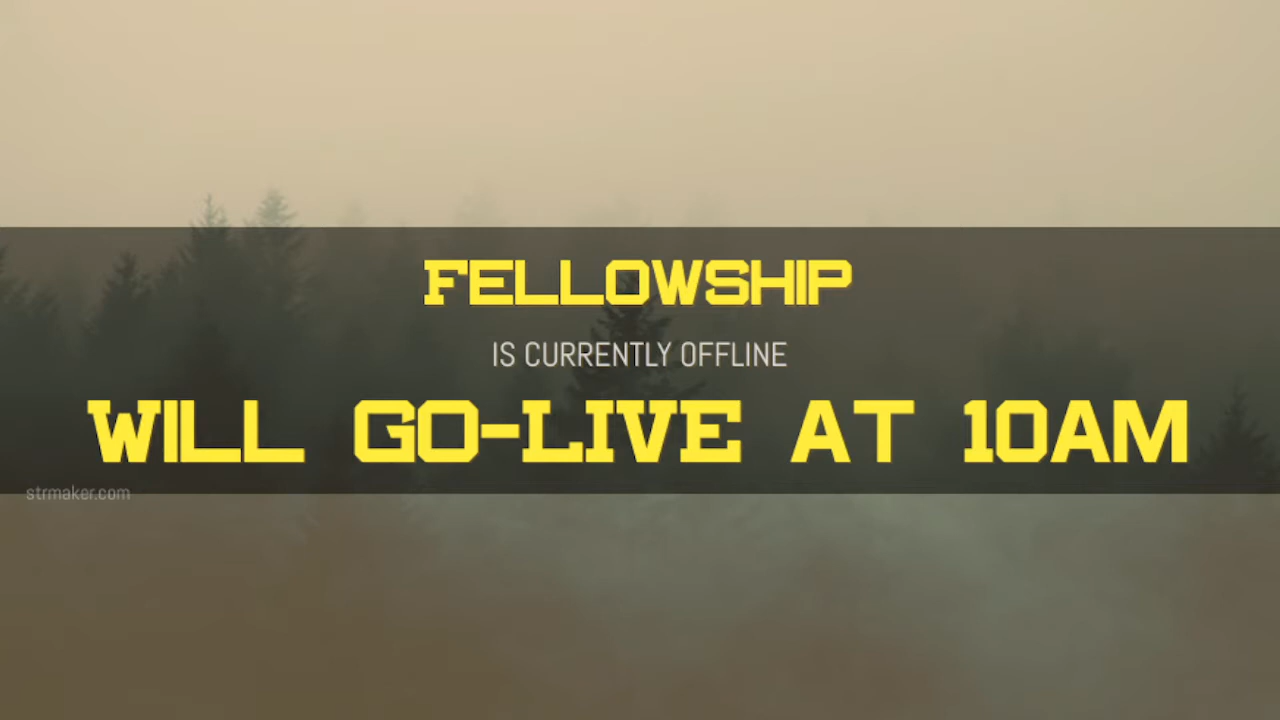 FELLOWSHIP
IS CURRENTLY OFFLINE
WILL GO-LIVE AT 10AM
strmaker.com